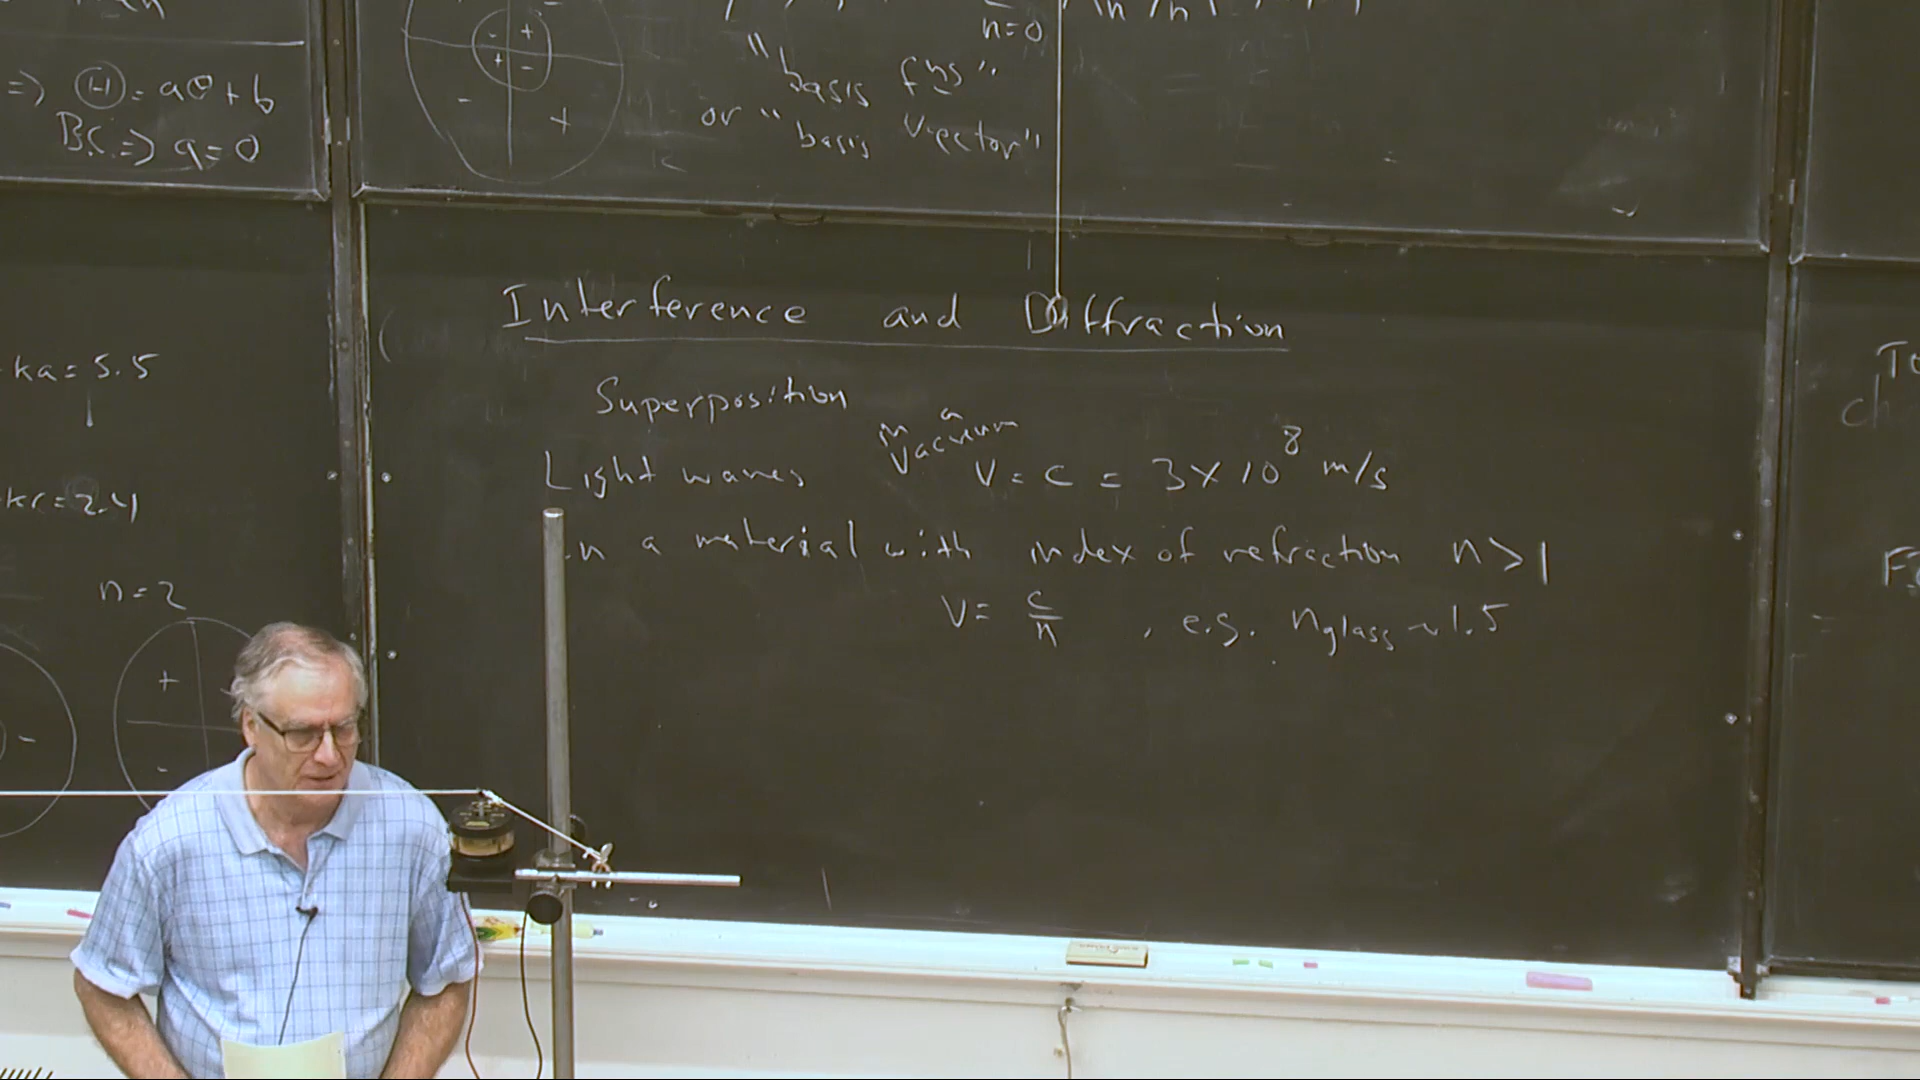 => Ⓗ = aθ + b
B.C. => a = 0
n=0
"basis fns"
or "basis vector"
ka = 5.5
kr = 2.4
n = 2
+
-
-
- +
+ -
- +
Interference and Diffraction
Superposition
in a vacuum
Light waves v = c = 3 x 10^8 m/s
in a material with index of refraction n > 1
v = c/n , e.g. n glass ~ 1.5